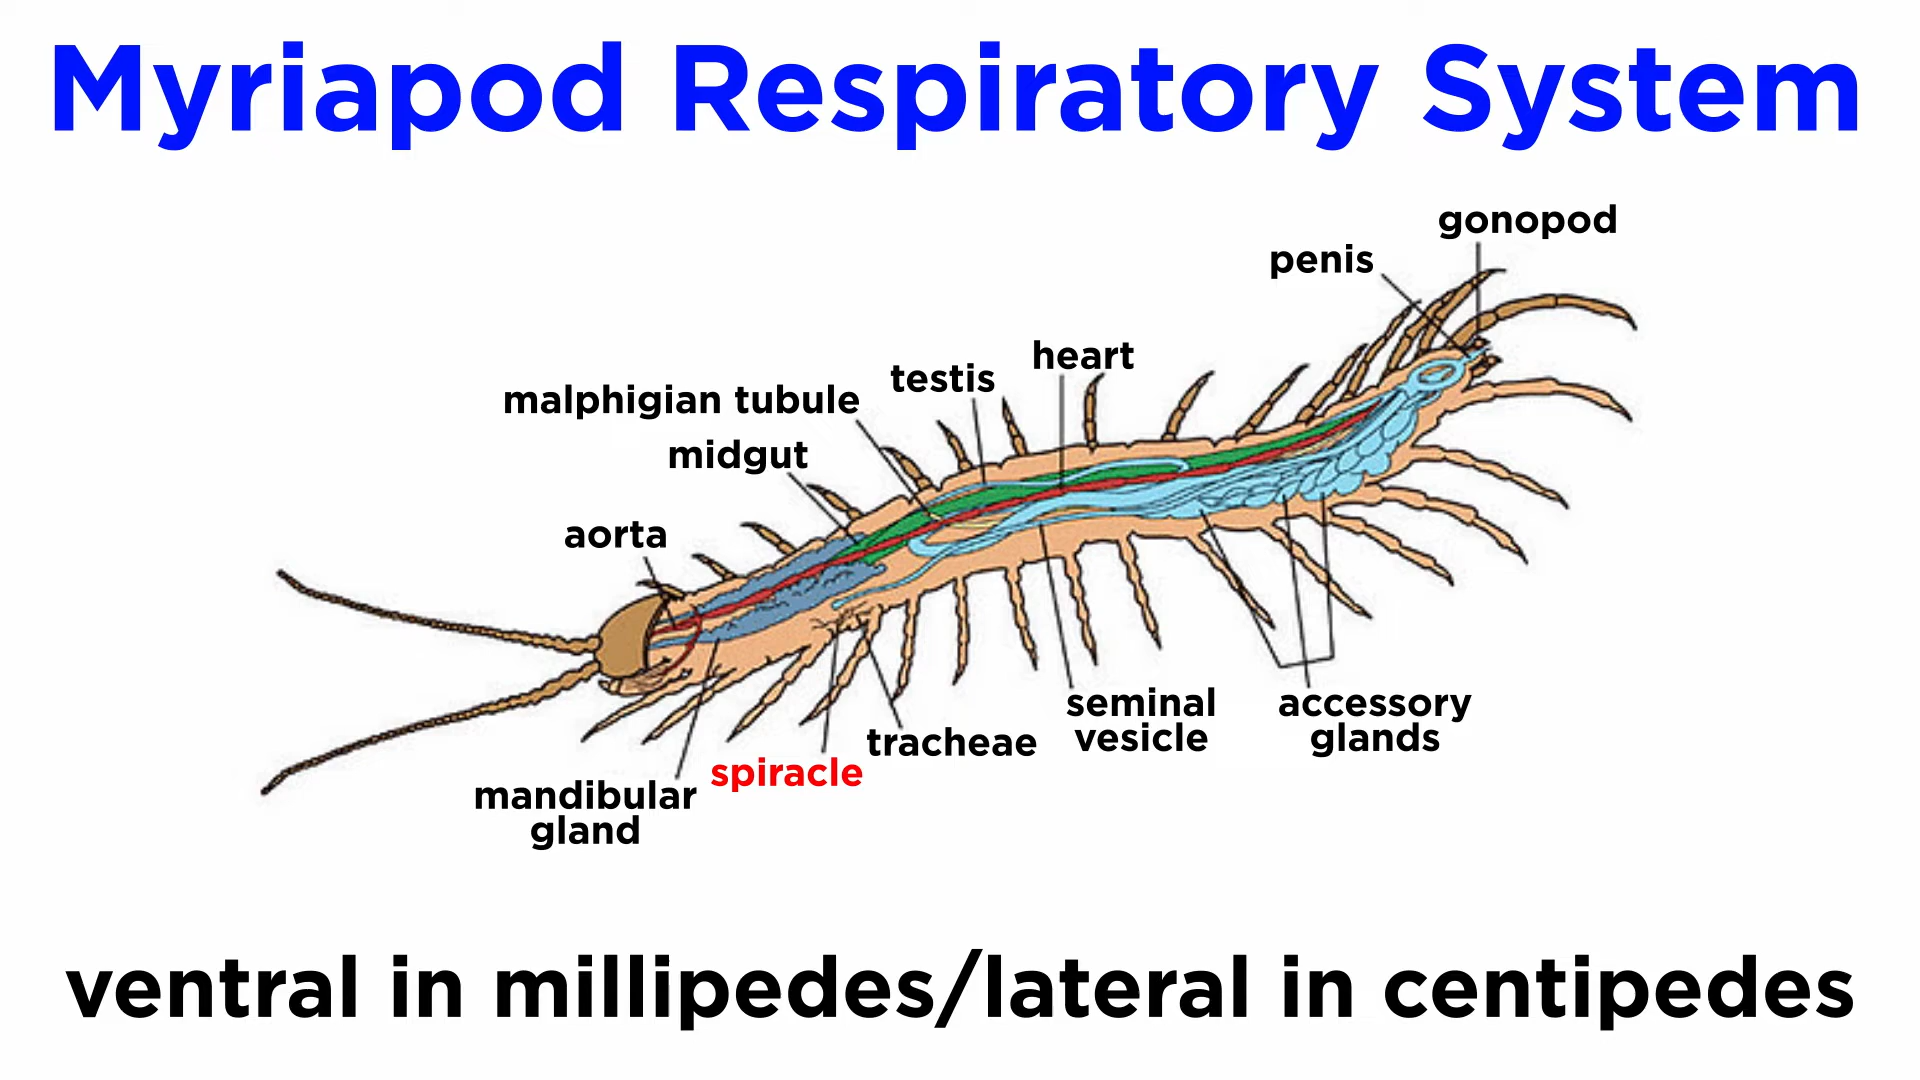 Myriapod Respiratory System
gonopod
penis
heart
testis
malphigian tubule
midgut
aorta
seminal
vesicle
accessory
glands
tracheae
spiracle
mandibular
gland
ventral in millipedes/lateral in centipedes